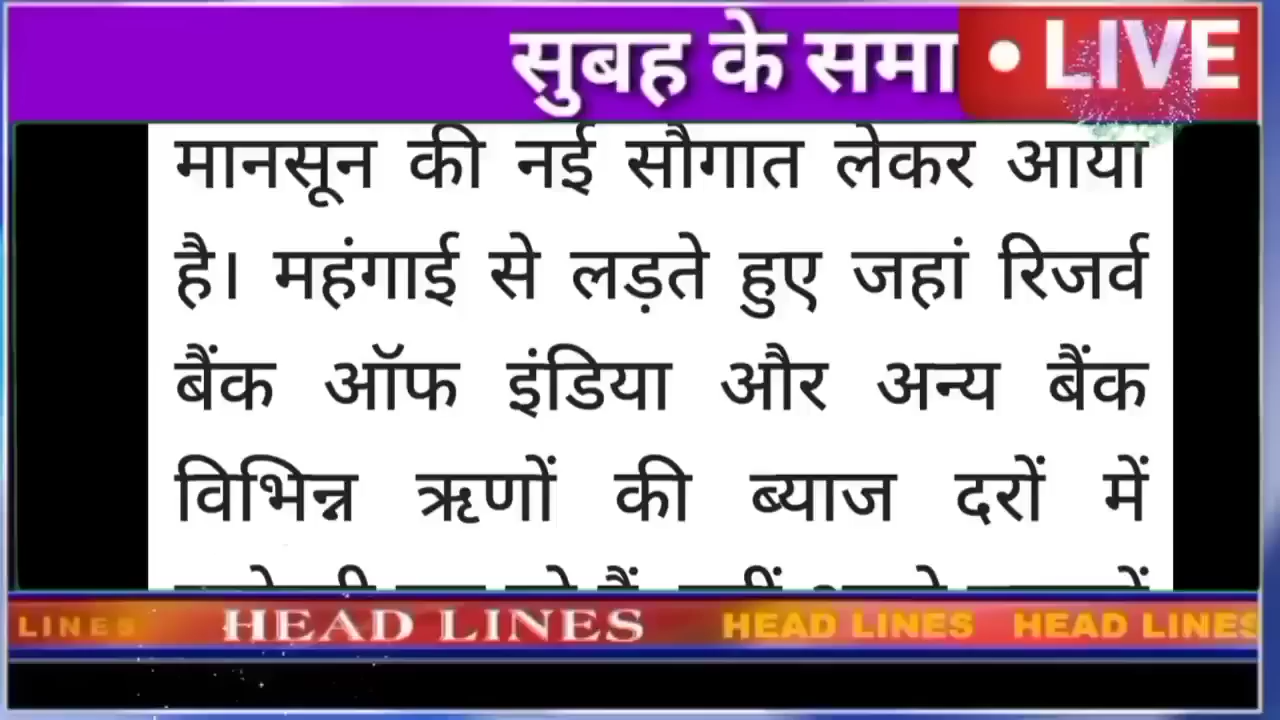 सुबह के समा
• LIVE
मानसून की नई सौगात लेकर आया
है। महंगाई से लड़ते हुए जहां रिजर्व
बैंक ऑफ इंडिया और अन्य बैंक
विभिन्न ऋणों की ब्याज दरों में
LINES HEAD LINES HEAD LINES HEAD LINES